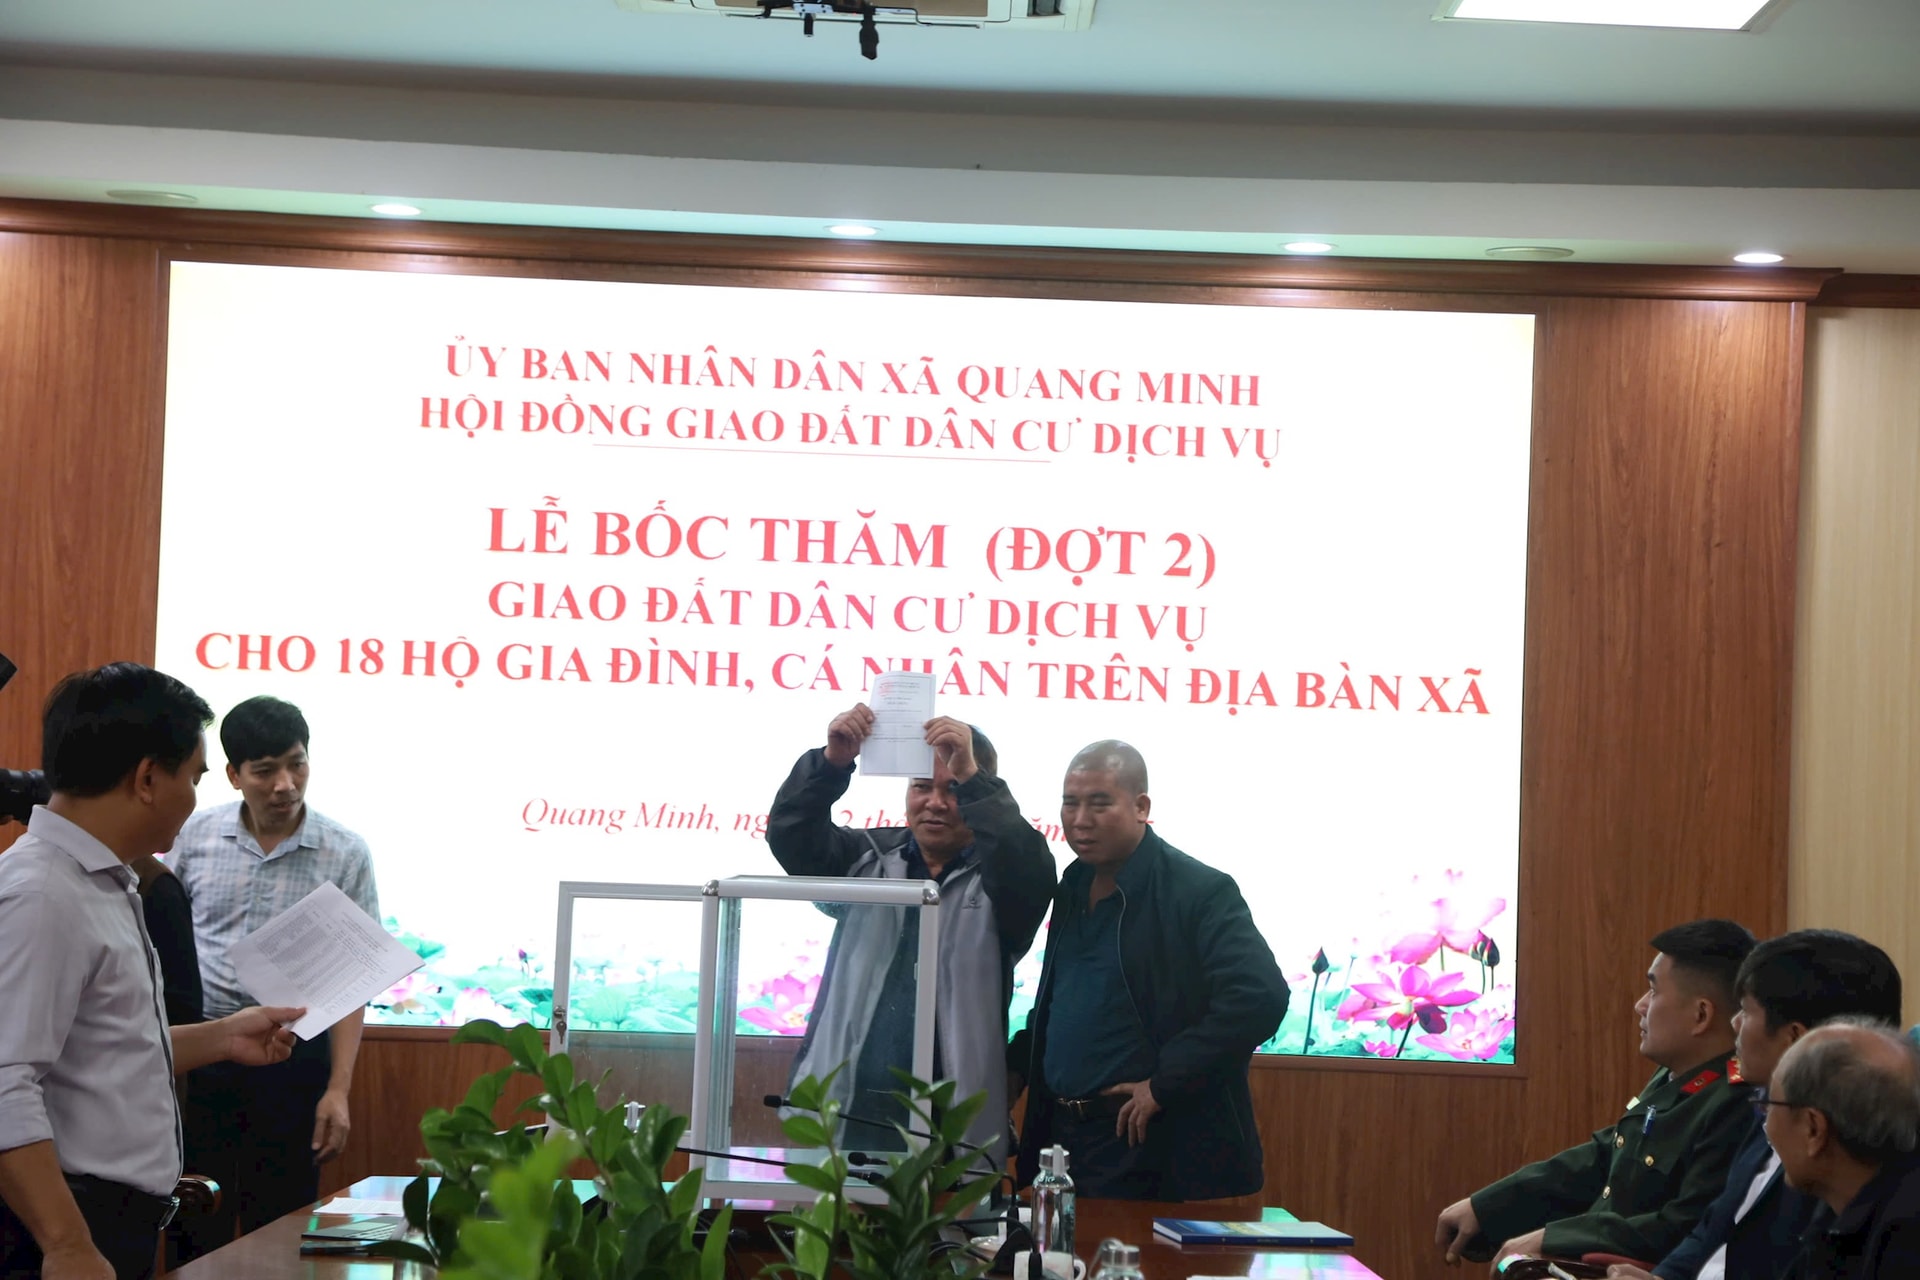 ỦY BAN NHÂN DÂN XÃ QUANG MINH
HỘI ĐỒNG GIAO ĐẤT DÂN CƯ DỊCH VỤ
LỄ BỐC THĂM (ĐỢT 2)
GIAO ĐẤT DÂN CƯ DỊCH VỤ
CHO 18 HỘ GIA ĐÌNH, CÁ NHÂN TRÊN ĐỊA BÀN XÃ
Quang Minh,